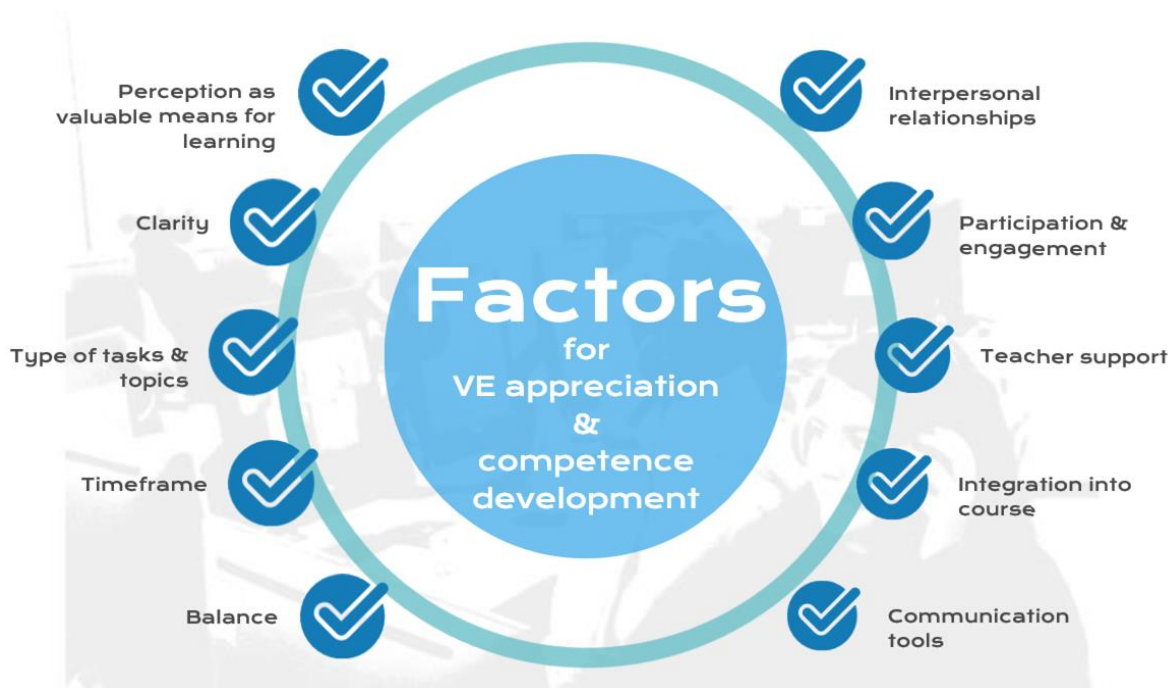 Factors
for
VE appreciation
&
competence
development
Perception as
valuable means for
learning
Clarity
Type of tasks &
topics
Timeframe
Balance
Interpersonal
relationships
Participation &
engagement
Teacher support
Integration into
course
Communication
tools